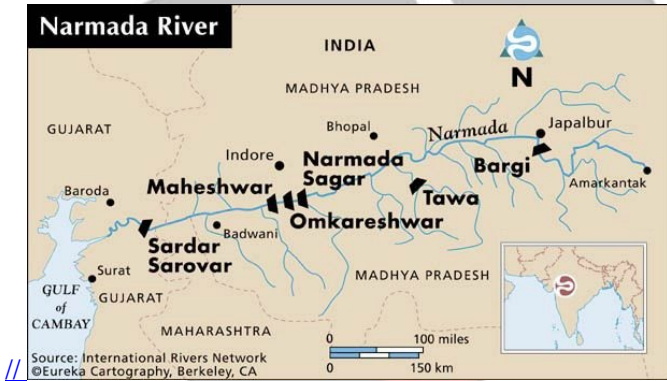 Narmada River
INDIA
N
MADHYA PRADESH
GUJARAT
Bhopal
Narmada
Japalbur
Indore
Narmada
Sagar
Bargi
Baroda
Maheshwar
Tawa
Amarkantak
Omkareshwar
Badwani
Sardar
Sarovar
Surat
MADHYA PRADESH
GULF
of
CAMBAY
GUJARAT
MAHARASHTRA
0 100 miles
0 150 km
// Source: International Rivers Network
©Eureka Cartography, Berkeley, CA